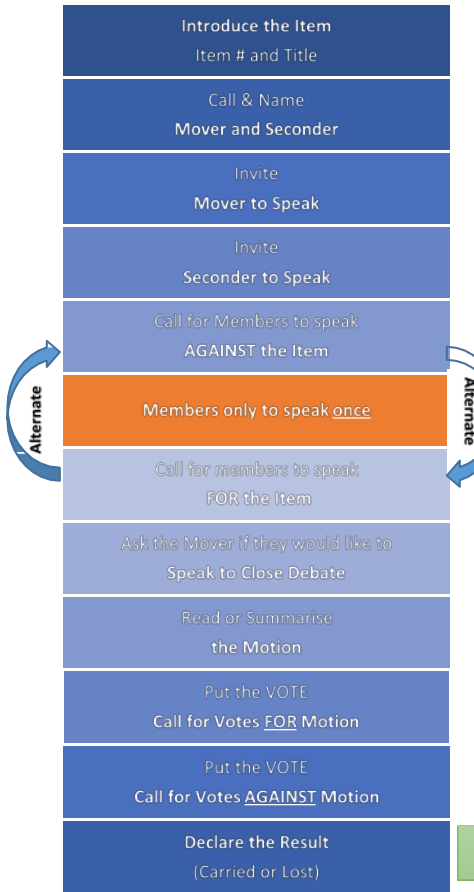 Introduce the Item
Item # and Title
Call & Name
Mover and Seconder
Invite
Mover to Speak
Invite
Seconder to Speak
Call for Members to speak
AGAINST the Item
Alternate
Alternate
Members only to speak once
Call for members to speak
FOR the Item
Ask the Mover if they would like to
Speak to Close Debate
Read or Summarise
the Motion
Put the VOTE
Call for Votes FOR Motion
Put the VOTE
Call for Votes AGAINST Motion
Declare the Result
(Carried or Lost)